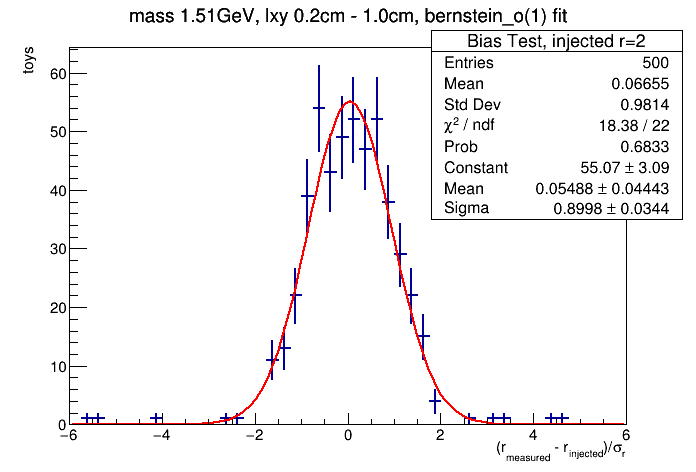 mass 1.51GeV, lxy 0.2cm - 1.0cm, bernstein_o(1) fit
toys
Bias Test, injected r=2
Entries 500
Mean 0.06655
Std Dev 0.9814
χ² / ndf 18.38 / 22
Prob 0.6833
Constant 55.07 ± 3.09
Mean 0.05488 ± 0.04443
Sigma 0.8998 ± 0.0344
60
50
40
30
20
10
0
−6 −4 −2 0 2 4 6
(r_measured - r_injected)/σ_r